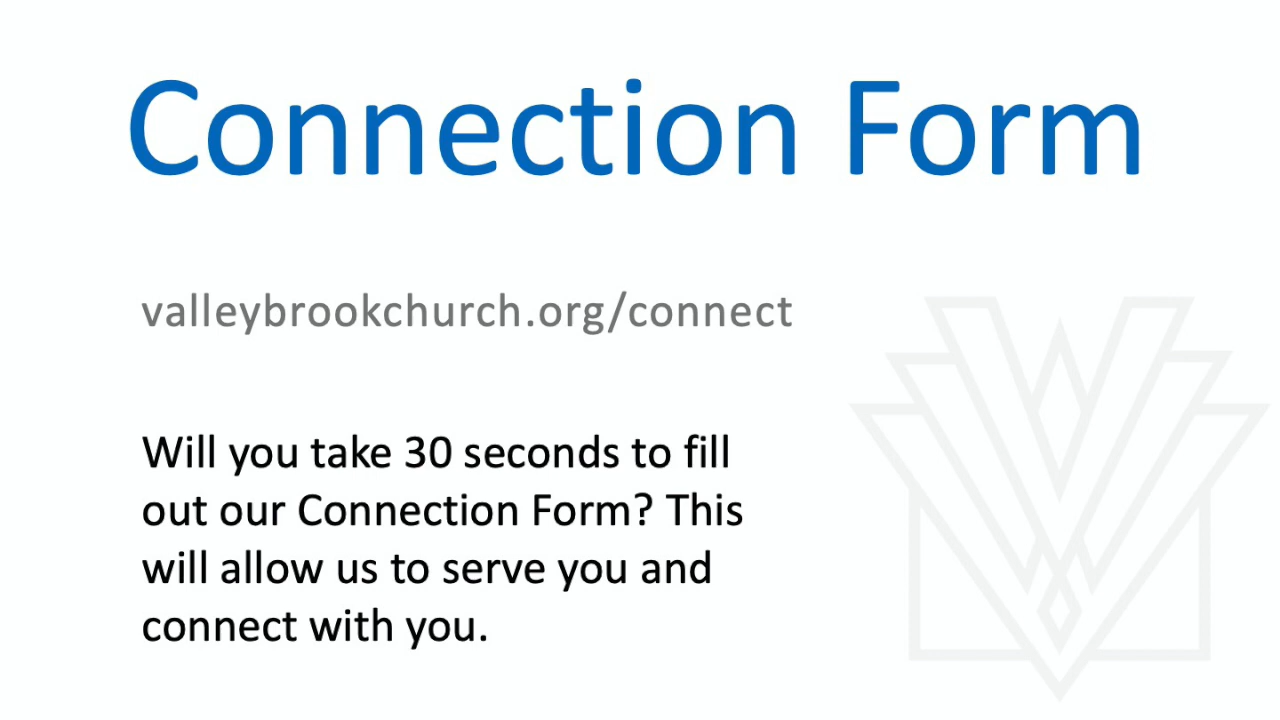 Connection Form
valleybrookchurch.org/connect
Will you take 30 seconds to fill
out our Connection Form? This
will allow us to serve you and
connect with you.